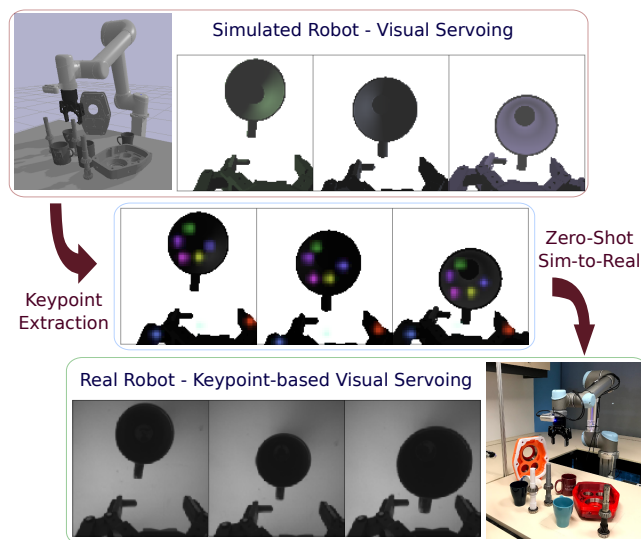 Simulated Robot - Visual Servoing
Keypoint
Extraction
Zero-Shot
Sim-to-Real
Real Robot - Keypoint-based Visual Servoing